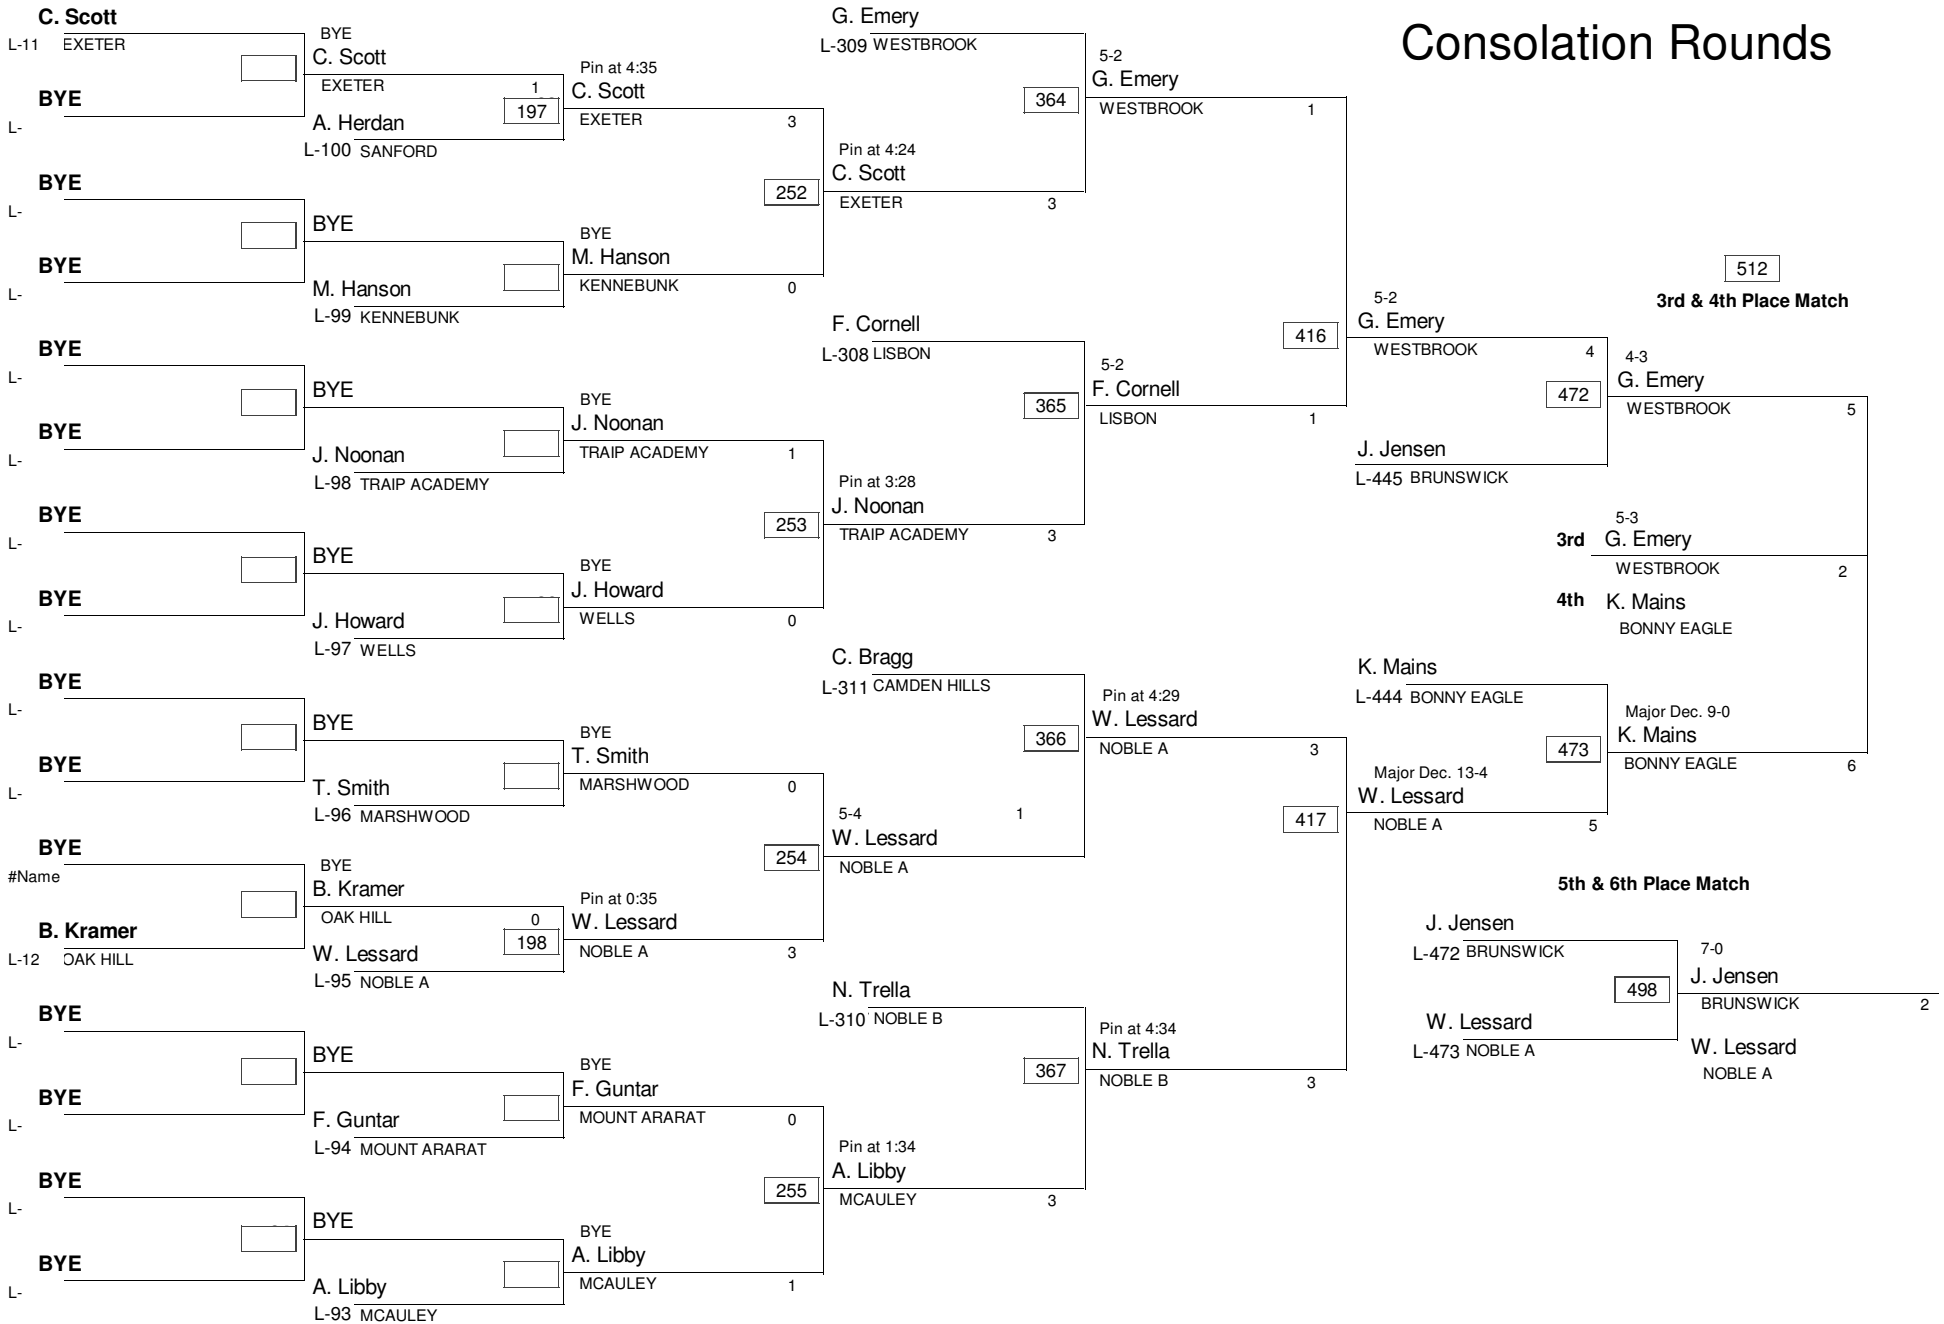 Consolation Rounds
C. Scott
L-11 EXETER
BYE
L-
BYE
L-
BYE
L-
BYE
L-
BYE
L-
BYE
L-
BYE
L-
BYE
L-
BYE
L-
BYE
#Name
B. Kramer
L-12 OAK HILL
BYE
L-
BYE
L-
BYE
L-
BYE
L-
BYE
C. Scott
EXETER
1
197
A. Herdan
L-100 SANFORD
BYE
M. Hanson
L-99 KENNEBUNK
BYE
J. Noonan
L-98 TRAIP ACADEMY
BYE
J. Howard
L-97 WELLS
BYE
T. Smith
L-96 MARSHWOOD
BYE
B. Kramer
OAK HILL
0
198
W. Lessard
L-95 NOBLE A
BYE
F. Guntar
L-94 MOUNT ARARAT
BYE
A. Libby
L-93 MCAULEY
Pin at 4:35
C. Scott
EXETER 3
252
BYE
M. Hanson
KENNEBUNK 0
BYE
J. Noonan
TRAIP ACADEMY 1
253
BYE
J. Howard
WELLS 0
BYE
T. Smith
MARSHWOOD 0
254
Pin at 0:35
W. Lessard
NOBLE A 3
BYE
F. Guntar
MOUNT ARARAT 0
255
BYE
A. Libby
MCAULEY 1
G. Emery
L-309 WESTBROOK
364
Pin at 4:24
C. Scott
EXETER 3
F. Cornell
L-308 LISBON
365
Pin at 3:28
J. Noonan
TRAIP ACADEMY 3
C. Bragg
L-311 CAMDEN HILLS
366
5-4 1
W. Lessard
NOBLE A
N. Trella
L-310 NOBLE B
367
Pin at 1:34
A. Libby
MCAULEY 3
5-2
G. Emery
WESTBROOK 1
416
5-2
F. Cornell
LISBON 1
Pin at 4:29
W. Lessard
NOBLE A 3
417
Pin at 4:34
N. Trella
NOBLE B 3
5-2
G. Emery
WESTBROOK 4
472
J. Jensen
L-445 BRUNSWICK
K. Mains
L-444 BONNY EAGLE
473
Major Dec. 13-4
W. Lessard
NOBLE A 5
512
3rd & 4th Place Match
4-3
G. Emery
WESTBROOK 5
5-3
3rd G. Emery
WESTBROOK 2
4th K. Mains
BONNY EAGLE
Major Dec. 9-0
K. Mains
BONNY EAGLE 6
5th & 6th Place Match
J. Jensen
L-472 BRUNSWICK
498
W. Lessard
L-473 NOBLE A
7-0
J. Jensen
BRUNSWICK 2
W. Lessard
NOBLE A